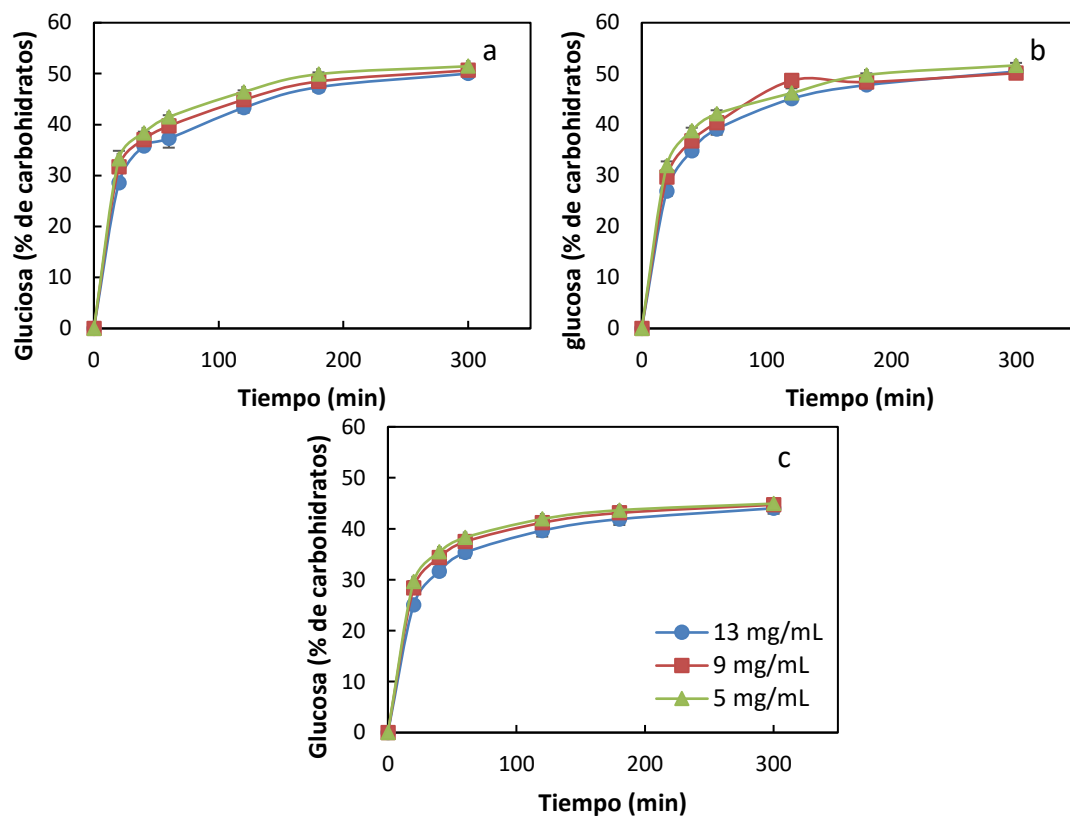 Gluciosa (% de carbohidratos)
60
50
40
30
20
10
0
a
0 100 200 300
Tiempo (min)
glucosa (% de carbohidratos)
60
50
40
30
20
10
0
b
0 100 200 300
Tiempo (min)
Glucosa (% de carbohidratos)
60
50
40
30
20
10
0
c
13 mg/mL
9 mg/mL
5 mg/mL
0 100 200 300
Tiempo (min)